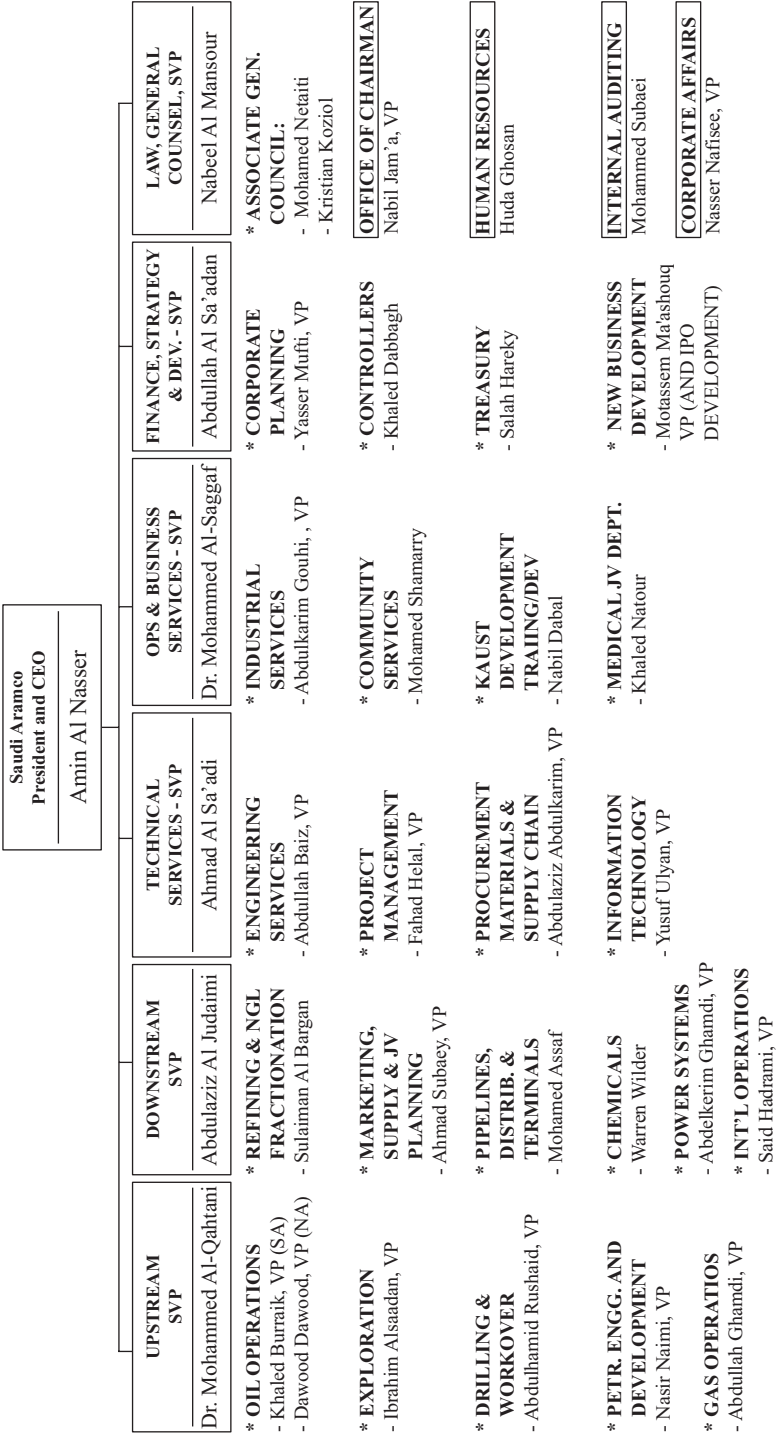 Saudi Aramco
President and CEO
Amin Al Nasser
UPSTREAM
SVP
Dr. Mohammed Al-Qahtani
* OIL OPERATIONS
- Khaled Burraik, VP (SA)
- Dawood Dawood, VP (NA)
* EXPLORATION
- Ibrahim Alsaadan, VP
* DRILLING &
WORKOVER
- Abdulhamid Rushaid, VP
* PETR. ENGG. AND
DEVELOPMENT
- Nasir Naimi, VP
* GAS OPERATIOS
- Abdullah Ghamdi, VP
DOWNSTREAM
SVP
Abdulaziz Al Judaimi
* REFINING & NGL
FRACTIONATION
- Sulaiman Al Bargan
* MARKETING,
SUPPLY & JV
PLANNING
- Ahmad Subaey, VP
* PIPELINES,
DISTRIB. &
TERMINALS
- Mohamed Assaf
* CHEMICALS
- Warren Wilder
* POWER SYSTEMS
- Abdelkerim Ghamdi, VP
* INT'L OPERATIONS
- Said Hadrami, VP
TECHNICAL
SERVICES - SVP
Ahmad Al Sa'adi
* ENGINEERING
SERVICES
- Abdullah Baiz, VP
* PROJECT
MANAGEMENT
- Fahad Helal, VP
* PROCUREMENT
MATERIALS &
SUPPLY CHAIN
- Abdulaziz Abdulkarim, VP
* INFORMATION
TECHNOLOGY
- Yusuf Ulyan, VP
OPS & BUSINESS
SERVICES - SVP
Dr. Mohammed Al-Saggaf
* INDUSTRIAL
SERVICES
- Abdulkarim Gouhi, , VP
* COMMUNITY
SERVICES
- Mohamed Shamarry
* KAUST
DEVELOPMENT
TRAIING/DEV
- Nabil Dabal
* MEDICAL JV DEPT.
- Khaled Natour
FINANCE, STRATEGY
& DEV. - SVP
Abdullah Al Sa'adan
* CORPORATE
PLANNING
- Yasser Mufti, VP
* CONTROLLERS
- Khaled Dabbagh
* TREASURY
- Salah Hareky
* NEW BUSINESS
DEVELOPMENT
- Motassem Ma'ashouq
VP (AND IPO
DEVELOPMENT)
LAW, GENERAL
COUNSEL, SVP
Nabeel Al Mansour
* ASSOCIATE GEN.
COUNCIL:
- Mohamed Netaiti
- Kristian Koziol
OFFICE OF CHAIRMAN
Nabil Jam'a, VP
HUMAN RESOURCES
Huda Ghosan
INTERNAL AUDITING
Mohammed Subaei
CORPORATE AFFAIRS
Nasser Nafisee, VP